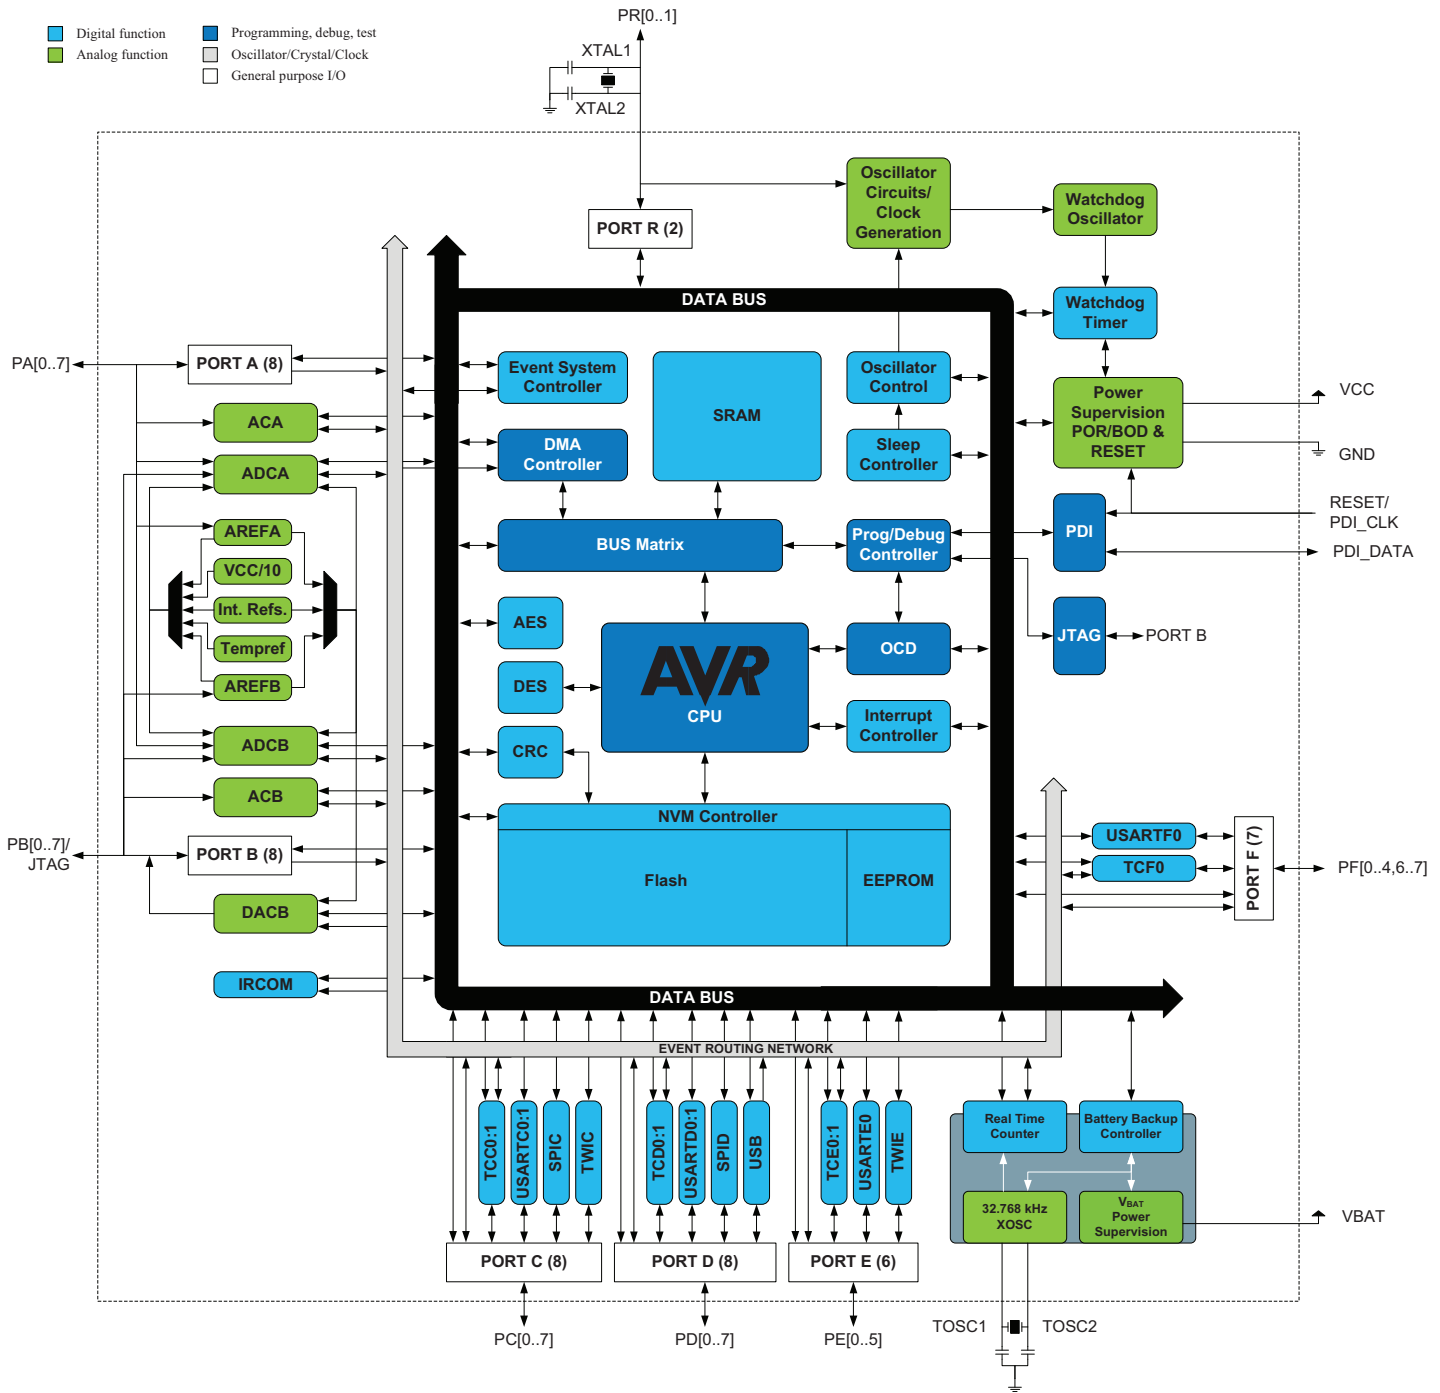 PR[0..1]
Digital function
Analog function
Programming, debug, test
Oscillator/Crystal/Clock
General purpose I/O
XTAL1
XTAL2
PORT R (2)
Oscillator
Circuits/
Clock
Generation
Watchdog
Oscillator
DATA BUS
Watchdog
Timer
PA[0..7]
PORT A (8)
Event System
Controller
SRAM
Oscillator
Control
Power
Supervision
POR/BOD &
RESET
VCC
GND
ACA
DMA
Controller
Sleep
Controller
ADCA
RESET/
PDI_CLK
PDI_DATA
AREFA
BUS Matrix
Prog/Debug
Controller
PDI
VCC/10
Int. Refs.
Tempref
AREFB
AES
AVR
CPU
OCD
JTAG
PORT B
DES
Interrupt
Controller
ADCB
CRC
ACB
NVM Controller
PB[0..7]/
JTAG
PORT B (8)
Flash
EEPROM
USARTF0
TCF0
PORT F (7)
PF[0..4,6..7]
DACB
IRCOM
DATA BUS
EVENT ROUTING NETWORK
TCC0:1
USARTC0:1
SPIC
TWIC
TCD0:1
USARTD0:1
SPID
USB
TCE0:1
USARTE0
TWIE
Real Time
Counter
Battery Backup
Controller
32.768 kHz
XOSC
VBAT
Power
Supervision
VBAT
PORT C (8)
PORT D (8)
PORT E (6)
PC[0..7]
PD[0..7]
PE[0..5]
TOSC1
TOSC2